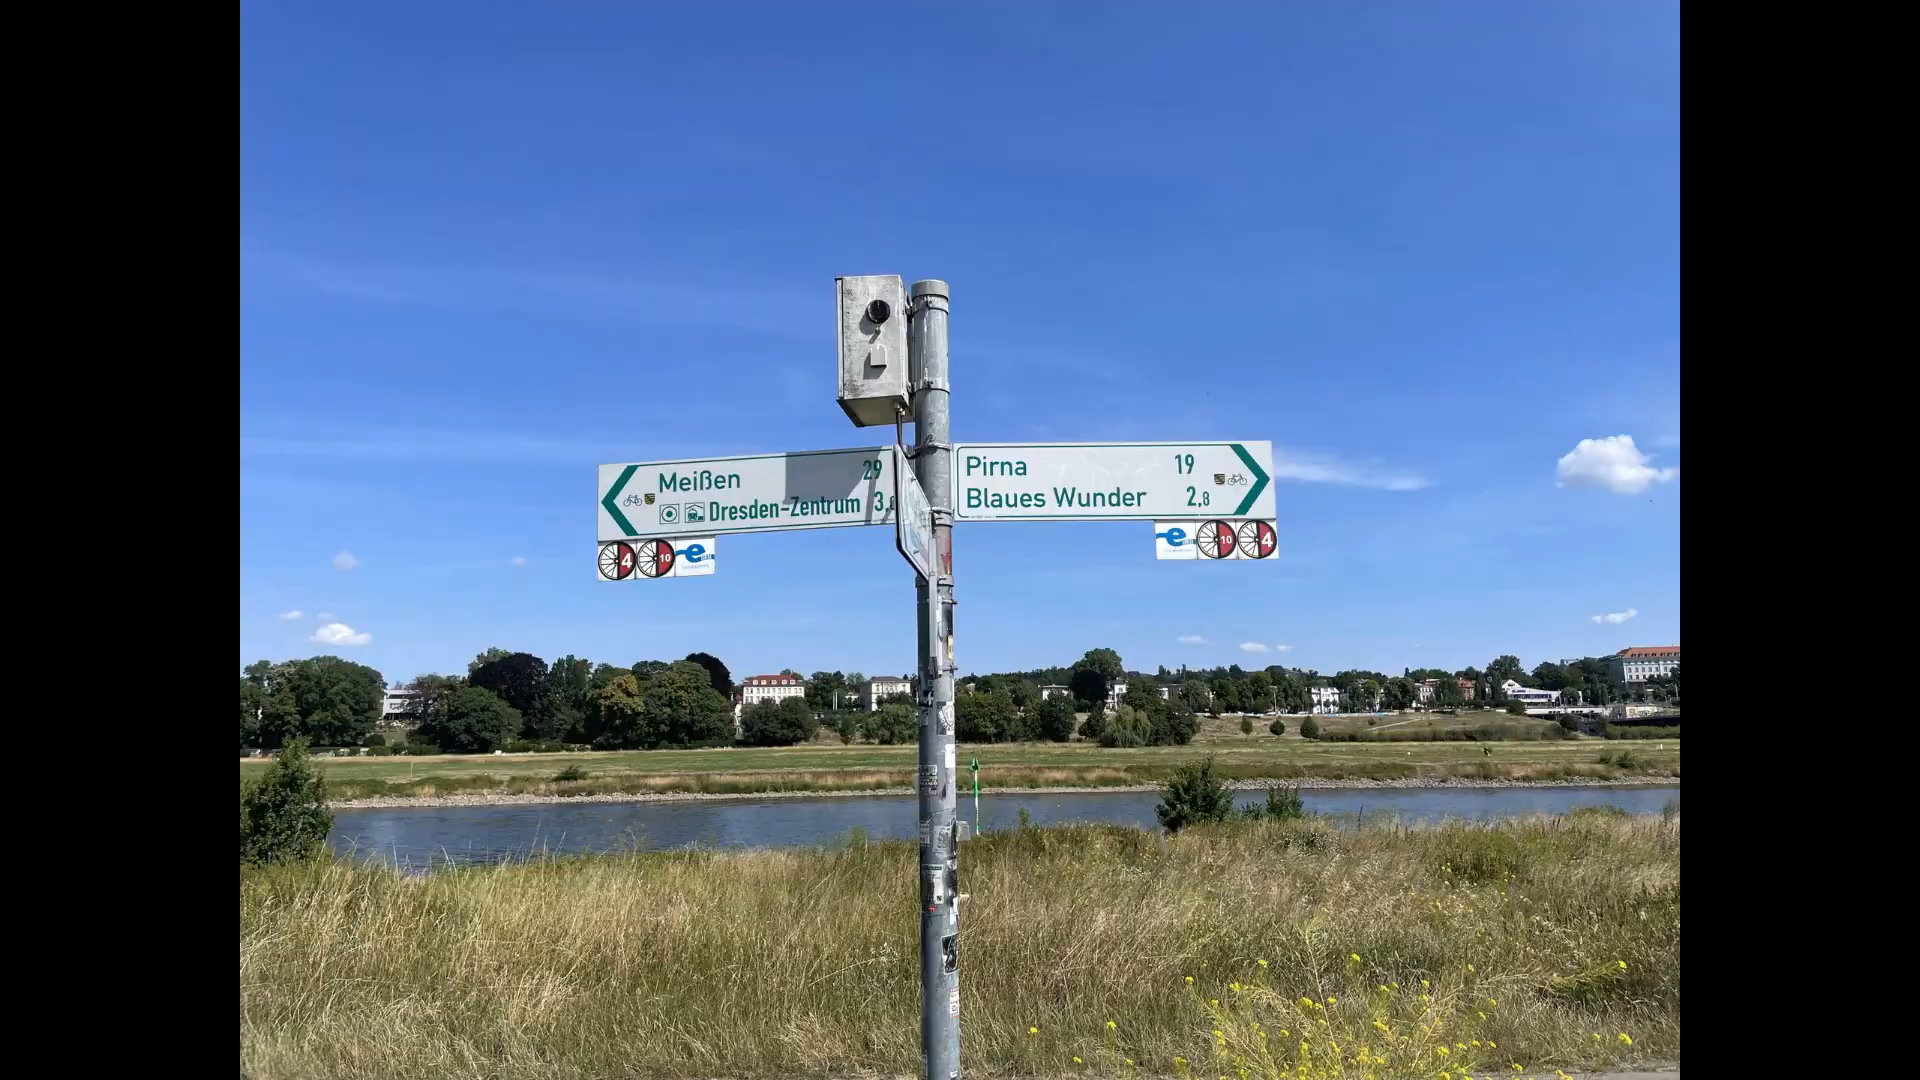 Meißen 29
Dresden-Zentrum 3,
4 10 e
Pirna 19
Blaues Wunder 2,8
e 10 4